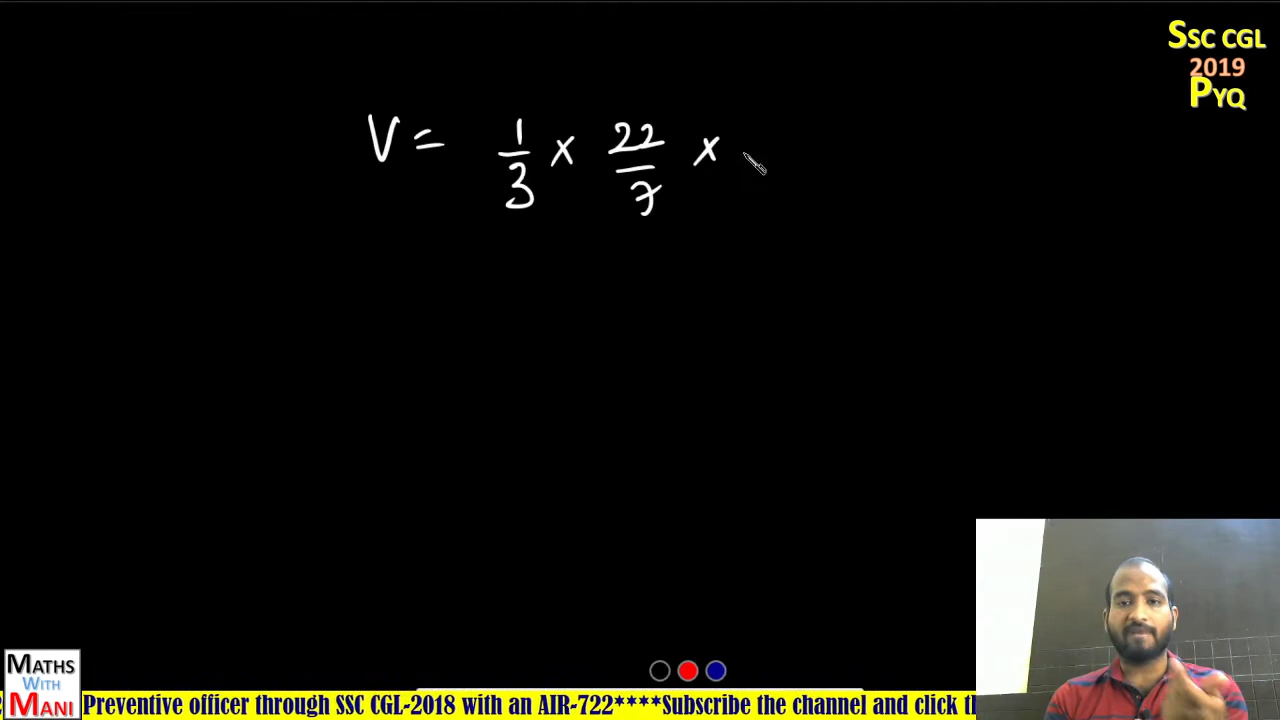 SSC CGL
2019
PYQ
V = 1/3 × 22/7 ×
MATHS
WITH
MANI
Preventive officer through SSC CGL-2018 with an AIR-722****Subscribe the channel and click